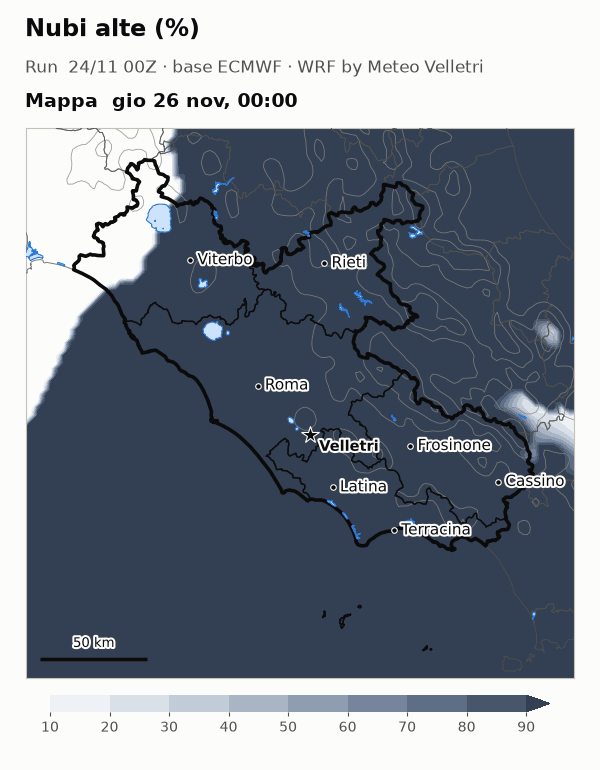 Nubi alte (%)
Run  24/11 00Z · base ECMWF · WRF by Meteo Velletri
Mappa  gio 26 nov, 00:00
Viterbo
Rieti
Roma
Velletri
Frosinone
Latina
Cassino
Terracina
50 km
10 20 30 40 50 60 70 80 90